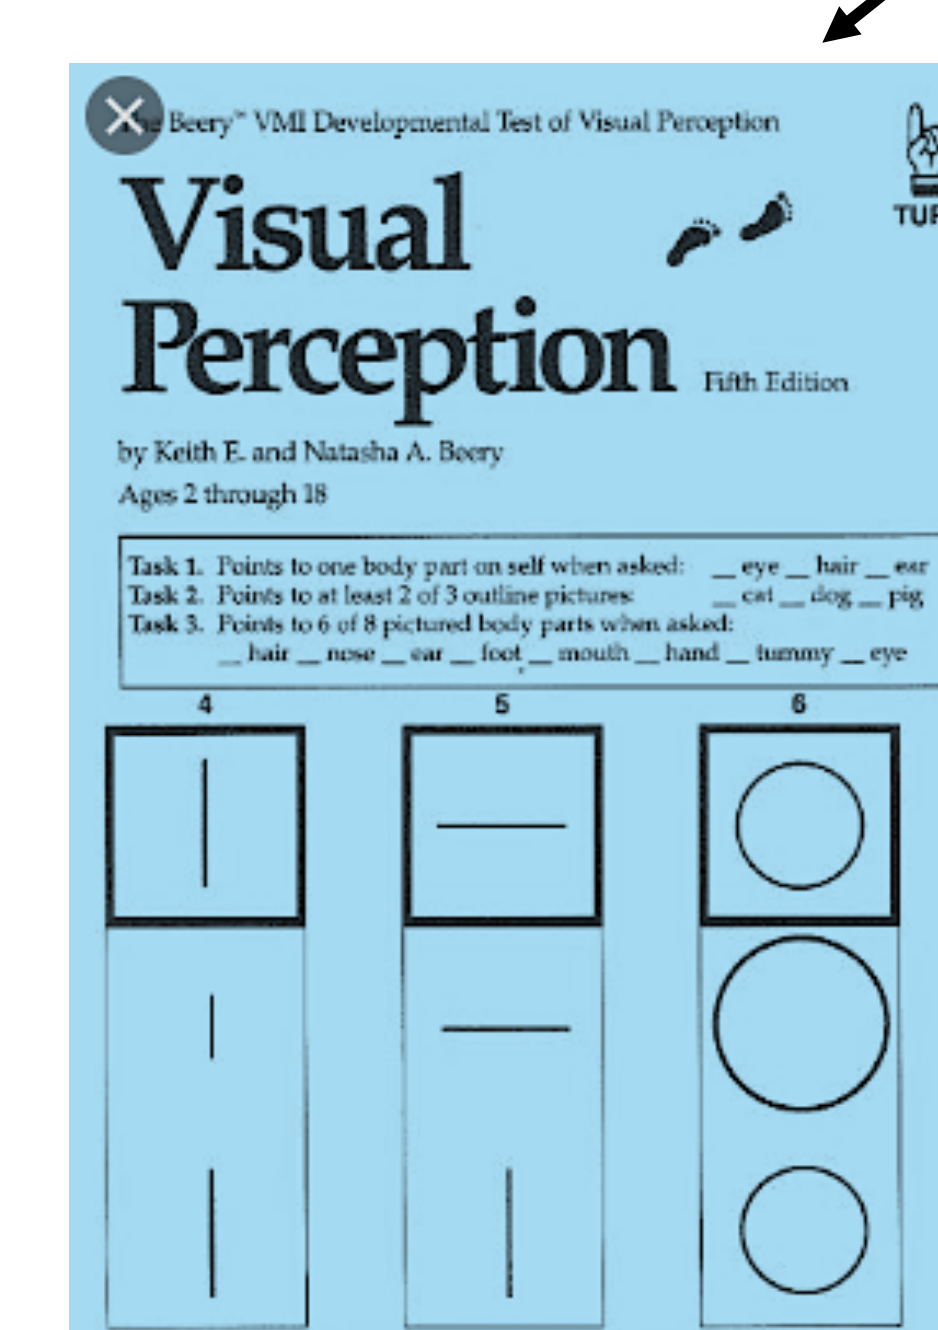 Beery™ VMI Developmental Test of Visual Perception
Visual
Perception
Fifth Edition
by Keith E. and Natasha A. Beery
Ages 2 through 18
Task 1. Points to one body part on self when asked: __ eye __ hair __ ear
Task 2. Points to at least 2 of 3 outline pictures: __ cat __ dog __ pig
Task 3. Points to 6 of 8 pictured body parts when asked:
__ hair __ nose __ ear __ foot __ mouth __ hand __ tummy __ eye
4 5 6